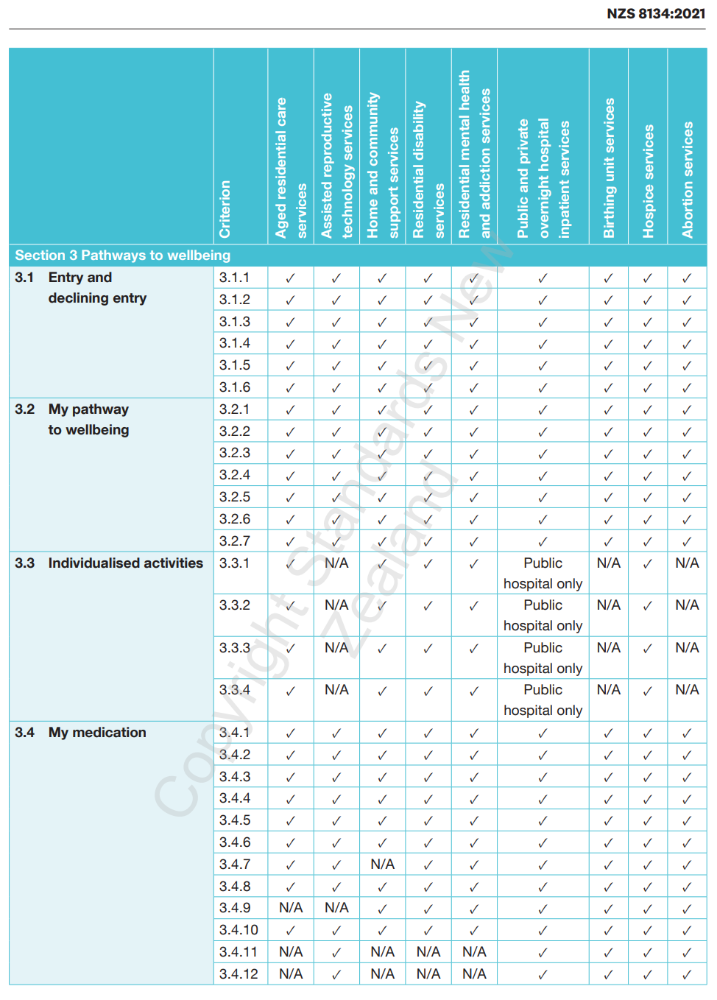 NZS 8134:2021
Criterion
Aged residential care
services
Assisted reproductive
technology services
Home and community
support services
Residential disability
services
Residential mental health
and addiction services
Public and private
overnight hospital
inpatient services
Birthing unit services
Hospice services
Abortion services
Section 3 Pathways to wellbeing
3.1 Entry and 3.1.1 ✓ ✓ ✓ ✓ ✓ ✓ ✓ ✓ ✓
declining entry 3.1.2 ✓ ✓ ✓ ✓ ✓ ✓ ✓ ✓ ✓
3.1.3 ✓ ✓ ✓ ✓ ✓ ✓ ✓ ✓ ✓
3.1.4 ✓ ✓ ✓ ✓ ✓ ✓ ✓ ✓ ✓
3.1.5 ✓ ✓ ✓ ✓ ✓ ✓ ✓ ✓ ✓
3.1.6 ✓ ✓ ✓ ✓ ✓ ✓ ✓ ✓ ✓
3.2 My pathway 3.2.1 ✓ ✓ ✓ ✓ ✓ ✓ ✓ ✓ ✓
to wellbeing 3.2.2 ✓ ✓ ✓ ✓ ✓ ✓ ✓ ✓ ✓
3.2.3 ✓ ✓ ✓ ✓ ✓ ✓ ✓ ✓ ✓
3.2.4 ✓ ✓ ✓ ✓ ✓ ✓ ✓ ✓ ✓
3.2.5 ✓ ✓ ✓ ✓ ✓ ✓ ✓ ✓ ✓
3.2.6 ✓ ✓ ✓ ✓ ✓ ✓ ✓ ✓ ✓
3.2.7 ✓ ✓ ✓ ✓ ✓ ✓ ✓ ✓ ✓
3.3 Individualised activities 3.3.1 ✓ N/A ✓ ✓ ✓ Public N/A ✓ N/A
hospital only
3.3.2 ✓ N/A ✓ ✓ ✓ Public N/A ✓ N/A
hospital only
3.3.3 ✓ N/A ✓ ✓ ✓ Public N/A ✓ N/A
hospital only
3.3.4 ✓ N/A ✓ ✓ ✓ Public N/A ✓ N/A
hospital only
3.4 My medication 3.4.1 ✓ ✓ ✓ ✓ ✓ ✓ ✓ ✓ ✓
3.4.2 ✓ ✓ ✓ ✓ ✓ ✓ ✓ ✓ ✓
3.4.3 ✓ ✓ ✓ ✓ ✓ ✓ ✓ ✓ ✓
3.4.4 ✓ ✓ ✓ ✓ ✓ ✓ ✓ ✓ ✓
3.4.5 ✓ ✓ ✓ ✓ ✓ ✓ ✓ ✓ ✓
3.4.6 ✓ ✓ ✓ ✓ ✓ ✓ ✓ ✓ ✓
3.4.7 ✓ ✓ N/A ✓ ✓ ✓ ✓ ✓ ✓
3.4.8 ✓ ✓ ✓ ✓ ✓ ✓ ✓ ✓ ✓
3.4.9 N/A N/A ✓ ✓ ✓ ✓ ✓ ✓ ✓
3.4.10 ✓ ✓ ✓ ✓ ✓ ✓ ✓ ✓ ✓
3.4.11 N/A ✓ N/A N/A N/A ✓ ✓ ✓ ✓
3.4.12 N/A ✓ N/A N/A N/A ✓ ✓ ✓ ✓
Copyright Standards New
Zealand